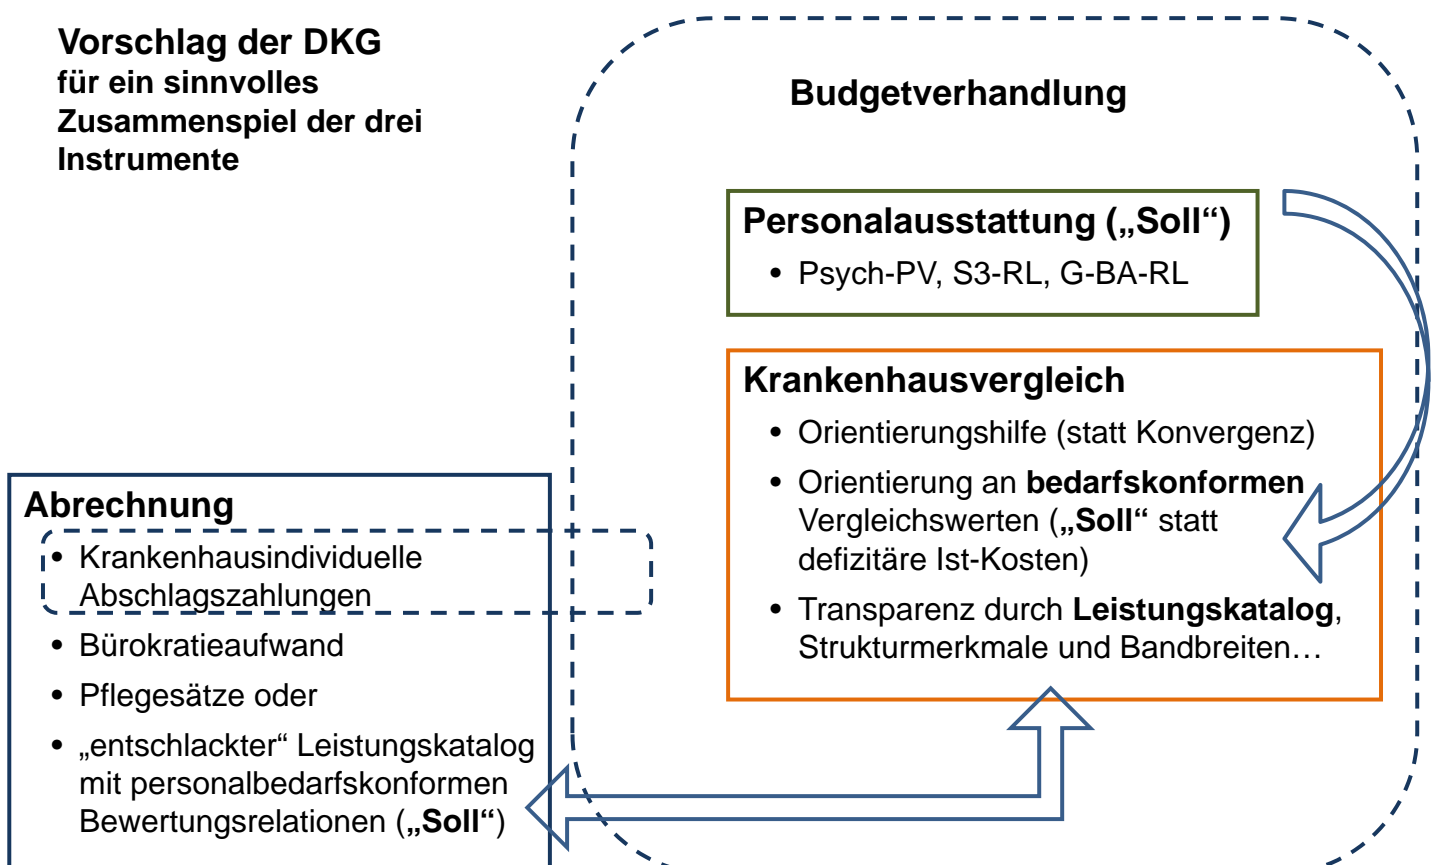 Vorschlag der DKG
für ein sinnvolles
Zusammenspiel der drei
Instrumente
Budgetverhandlung
Personalausstattung („Soll“)
• Psych-PV, S3-RL, G-BA-RL
Krankenhausvergleich
• Orientierungshilfe (statt Konvergenz)
• Orientierung an bedarfskonformen
Vergleichswerten („Soll“ statt
defizitäre Ist-Kosten)
• Transparenz durch Leistungskatalog,
Strukturmerkmale und Bandbreiten…
Abrechnung
• Krankenhausindividuelle
Abschlagszahlungen
• Bürokratieaufwand
• Pflegesätze oder
• „entschlackter“ Leistungskatalog
mit personalbedarfskonformen
Bewertungsrelationen („Soll“)